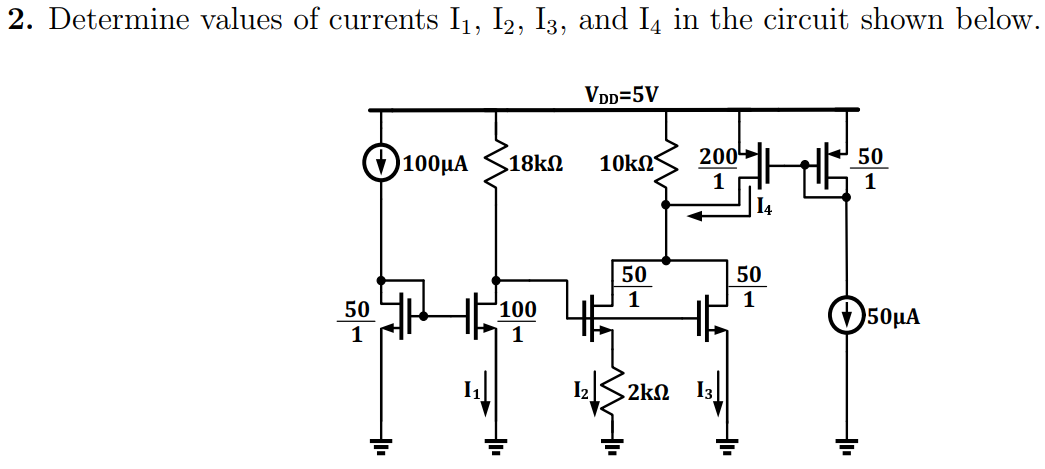 2. Determine values of currents I₁, I₂, I₃, and I₄ in the circuit shown below.
VDD=5V
100µA
18kΩ
10kΩ
200
1
50
1
I₄
50
1
50
1
50
1
100
1
50µA
I₁
I₂
2kΩ
I₃